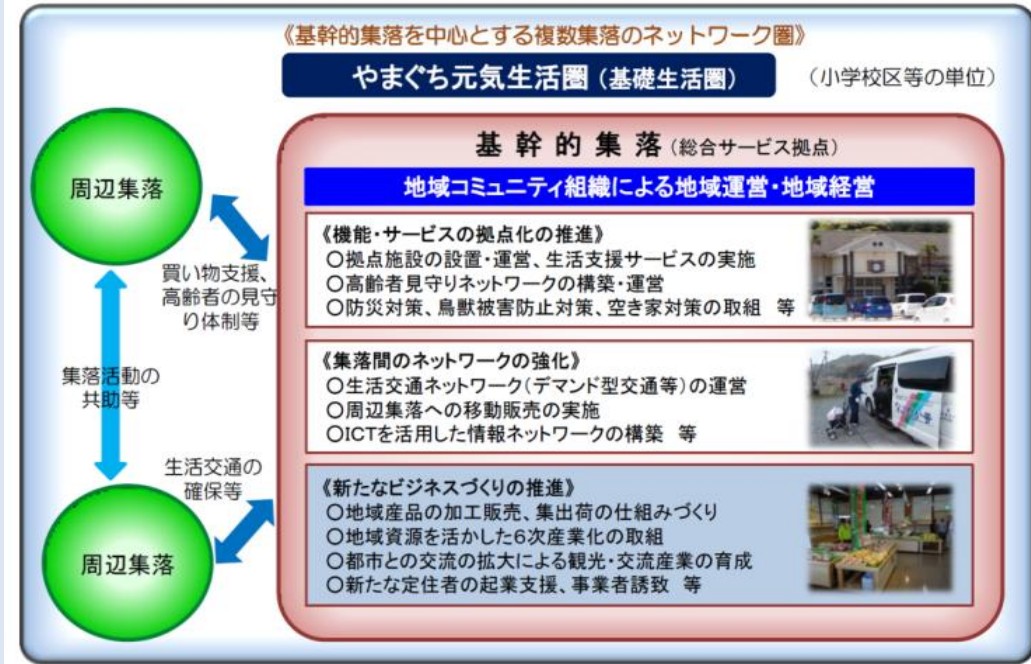 《基幹的集落を中心とする複数集落のネットワーク圏》
やまぐち元気生活圏(基礎生活圏)
(小学校区等の単位)
周辺集落
買い物支援、
高齢者の見守
り体制等
集落活動の
共助等
生活交通の
確保等
周辺集落
基幹的集落(総合サービス拠点)
地域コミュニティ組織による地域運営・地域経営
《機能・サービスの拠点化の推進》
○拠点施設の設置・運営、生活支援サービスの実施
○高齢者見守りネットワークの構築・運営
○防災対策、鳥獣被害防止対策、空き家対策の取組 等
《集落間のネットワークの強化》
○生活交通ネットワーク(デマンド型交通等)の運営
○周辺集落への移動販売の実施
○ICTを活用した情報ネットワークの構築 等
《新たなビジネスづくりの推進》
○地域産品の加工販売、集出荷の仕組みづくり
○地域資源を活かした6次産業化の取組
○都市との交流の拡大による観光・交流産業の育成
○新たな定住者の起業支援、事業者誘致 等